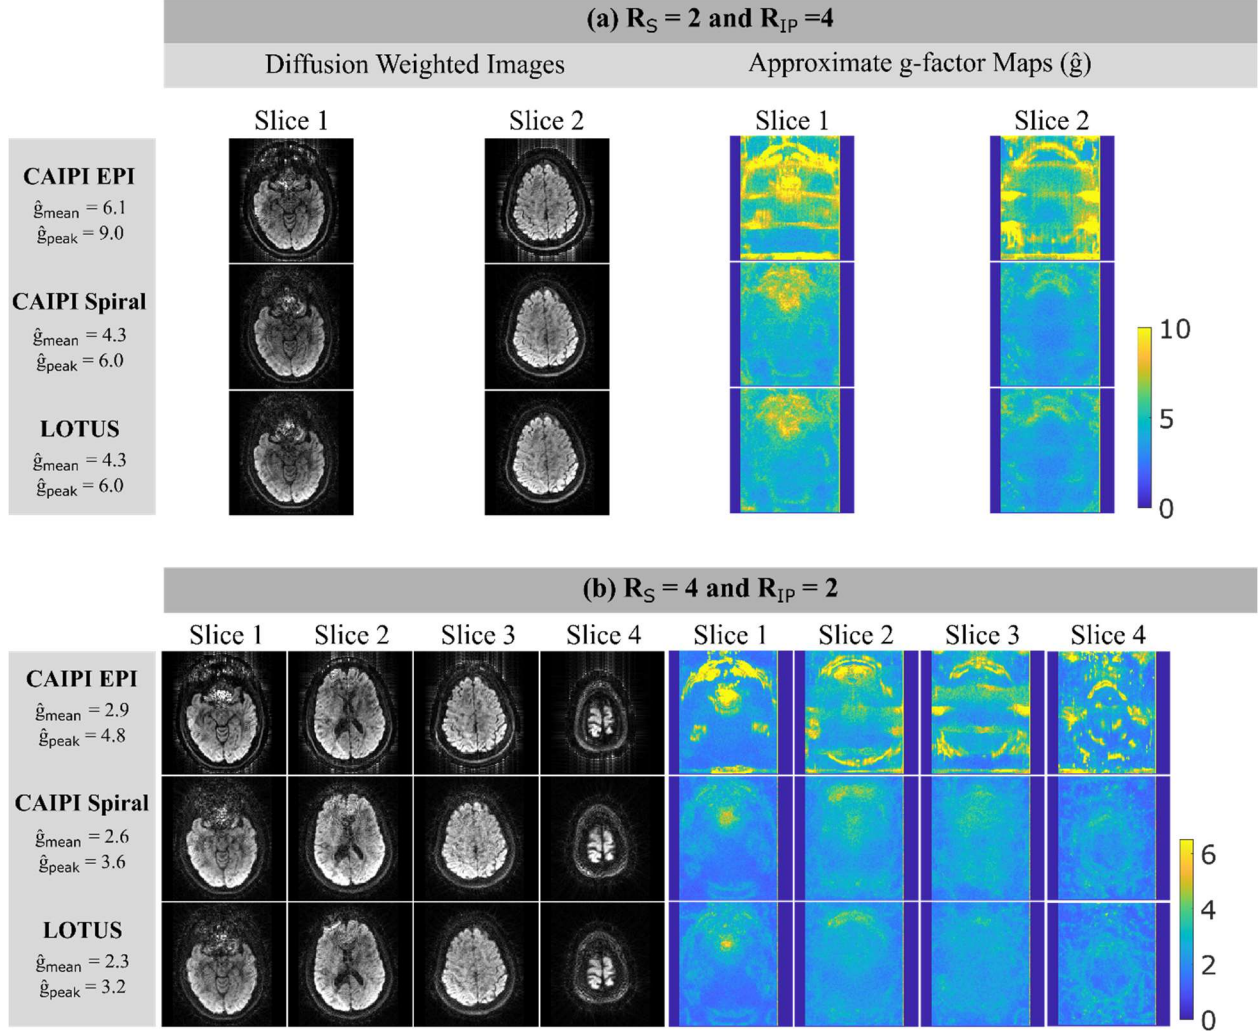 (a) R_S = 2 and R_IP =4
Diffusion Weighted Images
Approximate g-factor Maps (ĝ)
Slice 1
Slice 2
Slice 1
Slice 2
CAIPI EPI
ĝ_mean = 6.1
ĝ_peak = 9.0
CAIPI Spiral
ĝ_mean = 4.3
ĝ_peak = 6.0
LOTUS
ĝ_mean = 4.3
ĝ_peak = 6.0
10
5
0
(b) R_S = 4 and R_IP = 2
Slice 1
Slice 2
Slice 3
Slice 4
Slice 1
Slice 2
Slice 3
Slice 4
CAIPI EPI
ĝ_mean = 2.9
ĝ_peak = 4.8
CAIPI Spiral
ĝ_mean = 2.6
ĝ_peak = 3.6
LOTUS
ĝ_mean = 2.3
ĝ_peak = 3.2
6
4
2
0